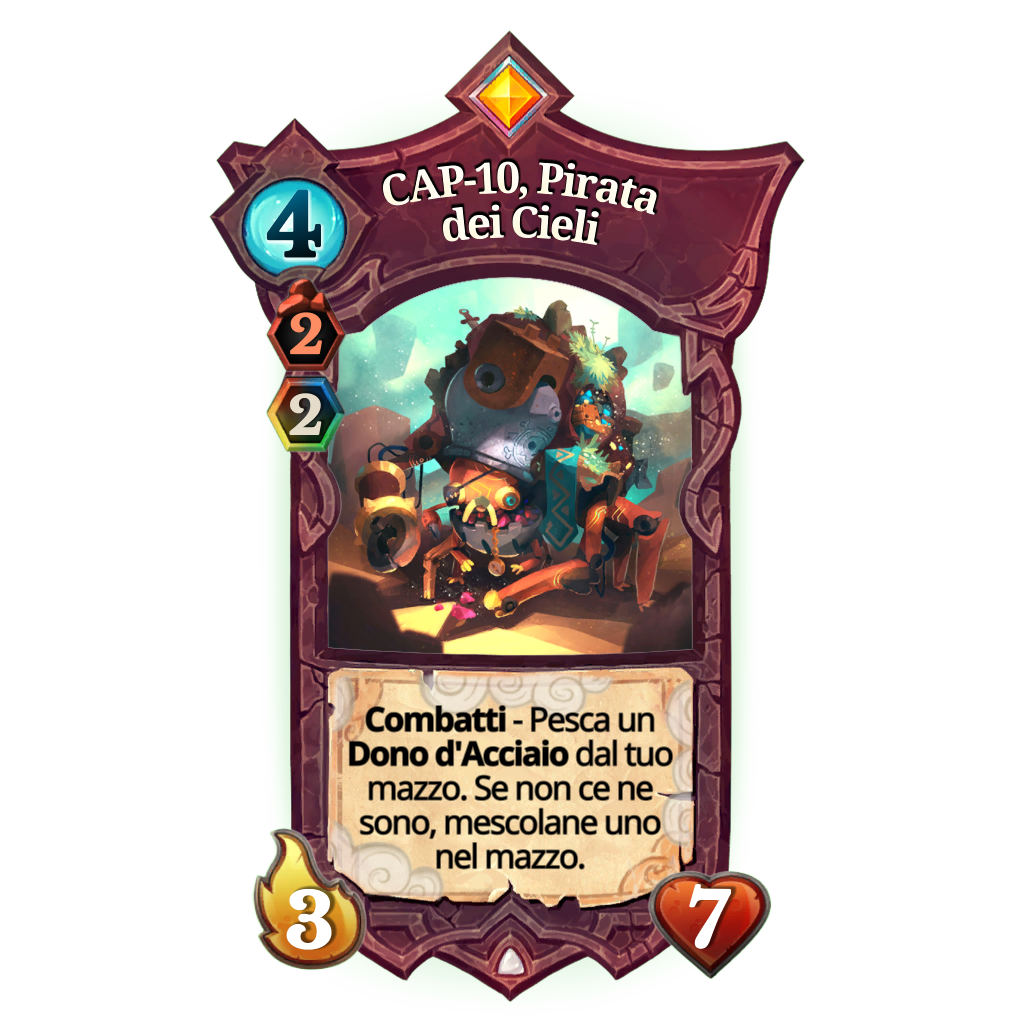 CAP-10, Pirata
dei Cieli
4
2
2
Combatti - Pesca un
Dono d'Acciaio dal tuo
mazzo. Se non ce ne
sono, mescolane uno
nel mazzo.
3
7